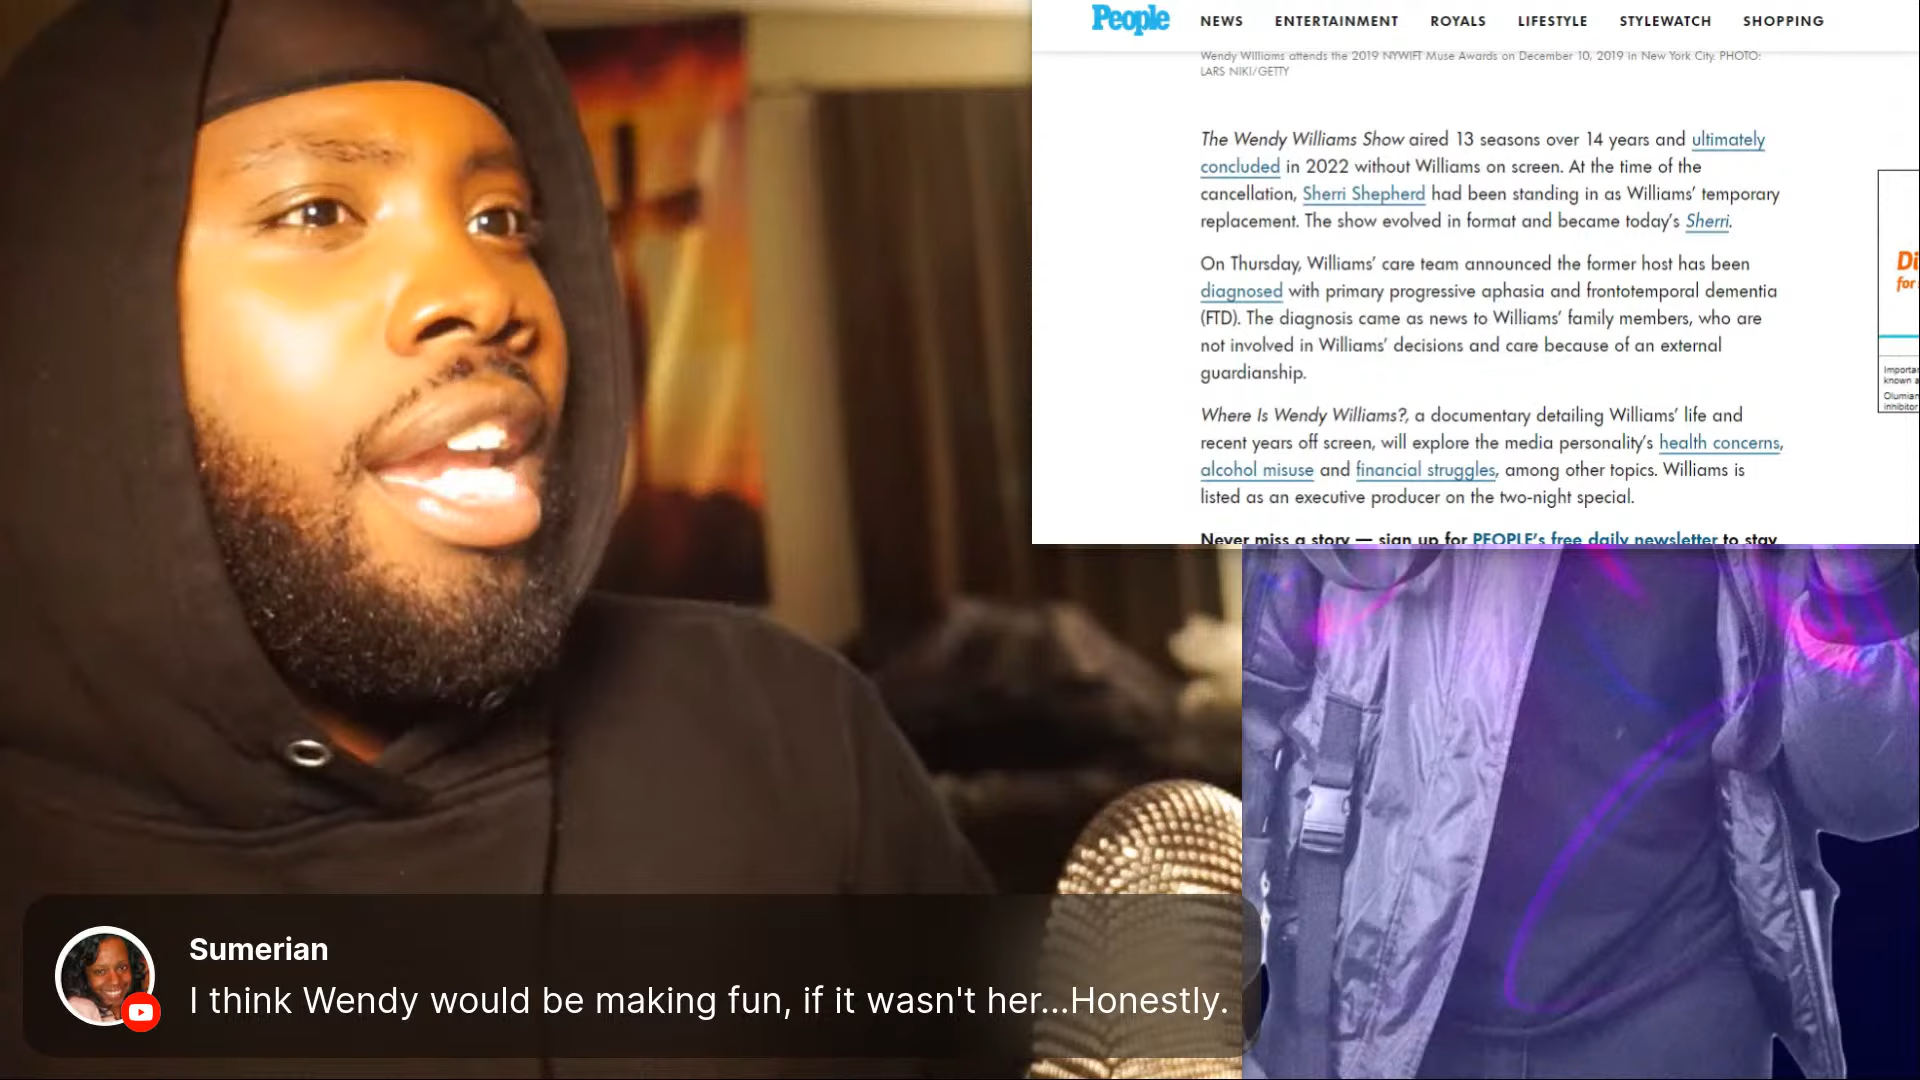 People NEWS ENTERTAINMENT ROYALS LIFESTYLE STYLEWATCH SHOPPING
Wendy Williams attends the 2019 NYWIFT Muse Awards on December 10, 2019 in New York City. PHOTO:
LARS NIKI/GETTY
The Wendy Williams Show aired 13 seasons over 14 years and ultimately
concluded in 2022 without Williams on screen. At the time of the
cancellation, Sherri Shepherd had been standing in as Williams' temporary
replacement. The show evolved in format and became today's Sherri.
On Thursday, Williams' care team announced the former host has been
diagnosed with primary progressive aphasia and frontotemporal dementia
(FTD). The diagnosis came as news to Williams' family members, who are
not involved in Williams' decisions and care because of an external
guardianship.
Where Is Wendy Williams?, a documentary detailing Williams' life and
recent years off screen, will explore the media personality's health concerns,
alcohol misuse and financial struggles, among other topics. Williams is
listed as an executive producer on the two-night special.
Never miss a story — sign up for PEOPLE's free daily newsletter to stay
Di
for
Importa
known a
Olumian
inhibitor
Sumerian
I think Wendy would be making fun, if it wasn't her...Honestly.